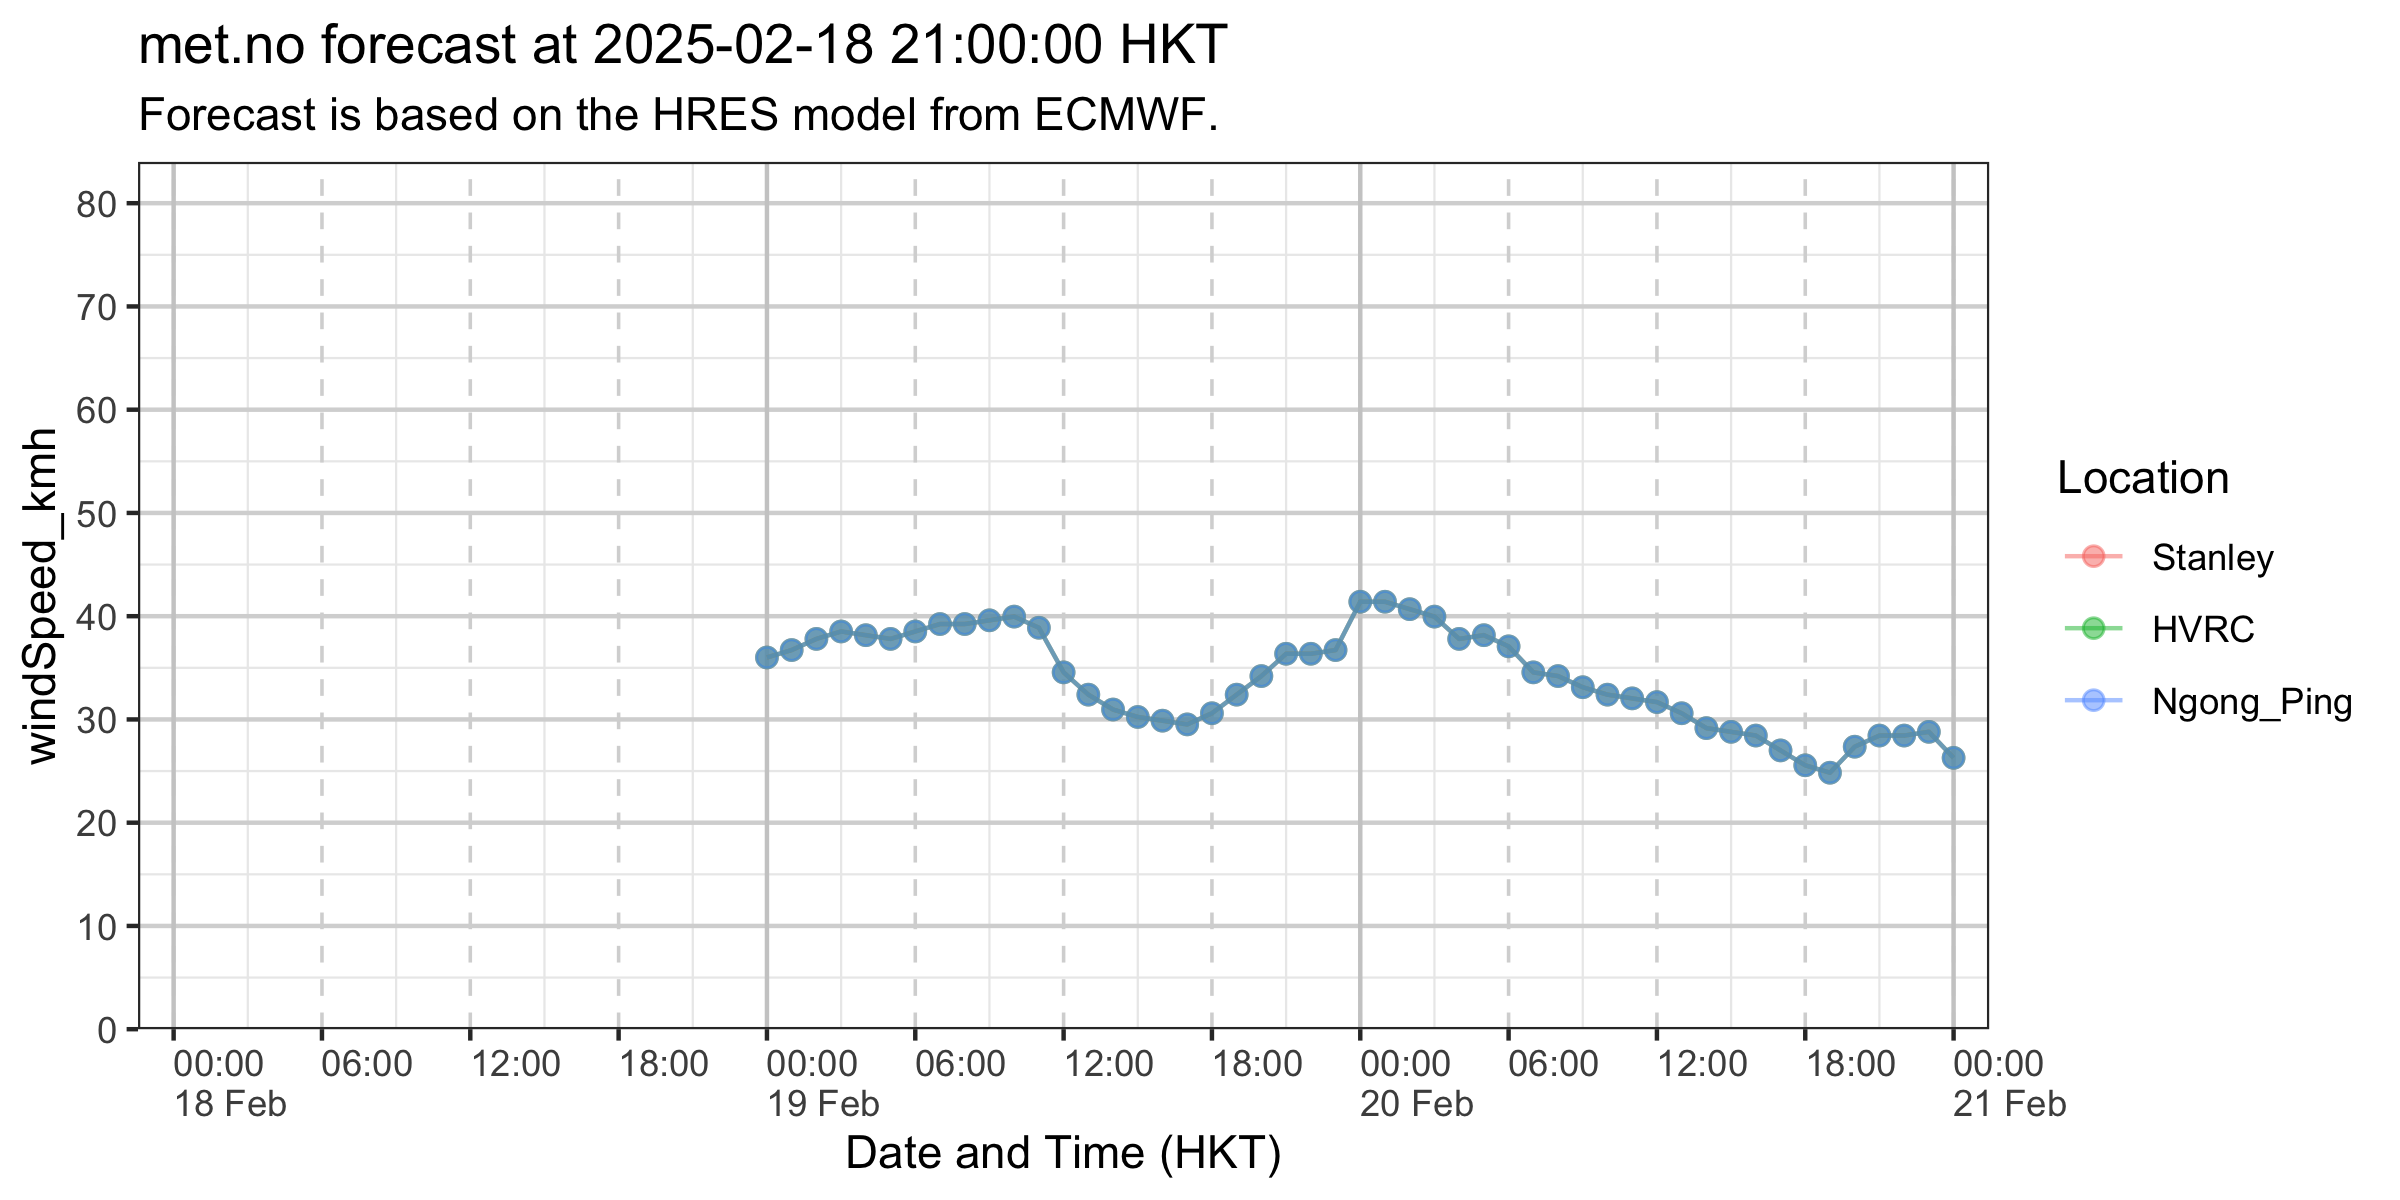 met.no forecast at 2025-02-18 21:00:00 HKT
Forecast is based on the HRES model from ECMWF.
windSpeed_kmh
80
70
60
50
40
30
20
10
0
00:00 06:00 12:00 18:00 00:00 06:00 12:00 18:00 00:00 06:00 12:00 18:00 00:00
18 Feb 19 Feb 20 Feb 21 Feb
Date and Time (HKT)
Location
Stanley
HVRC
Ngong_Ping